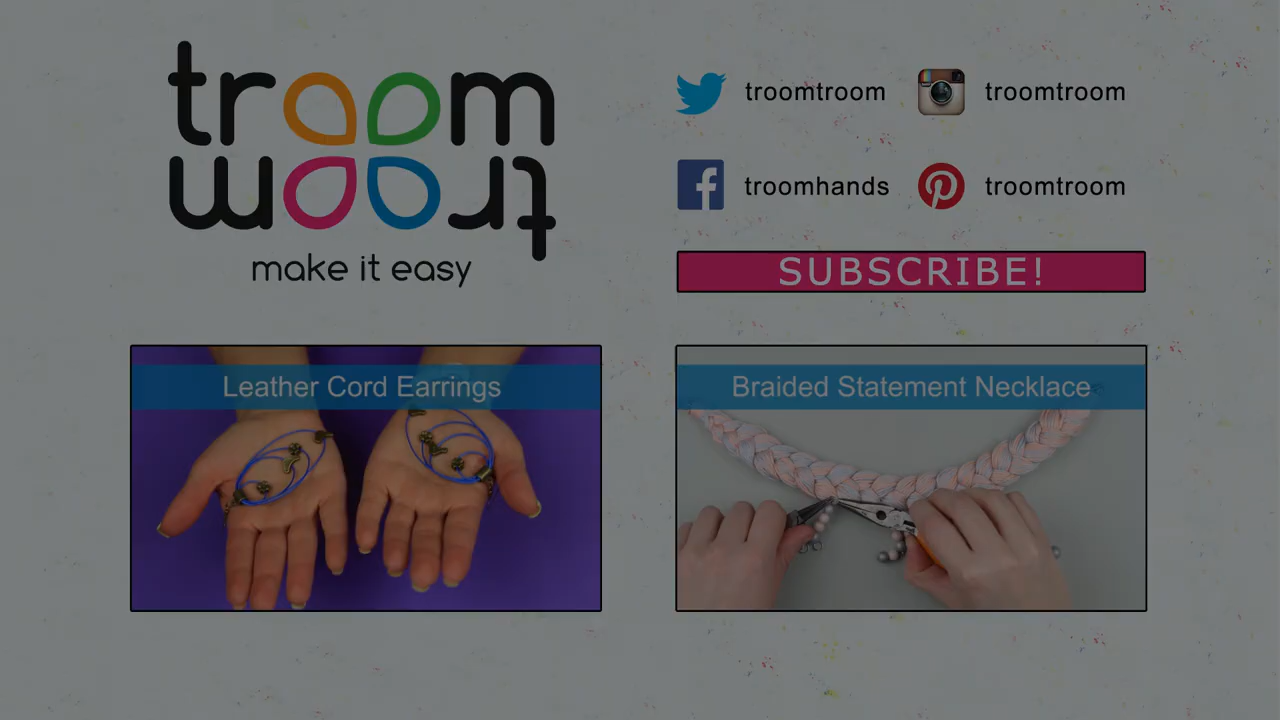 troom
troom
make it easy
troomtroom
troomtroom
troomhands
troomtroom
SUBSCRIBE!
Leather Cord Earrings
Braided Statement Necklace